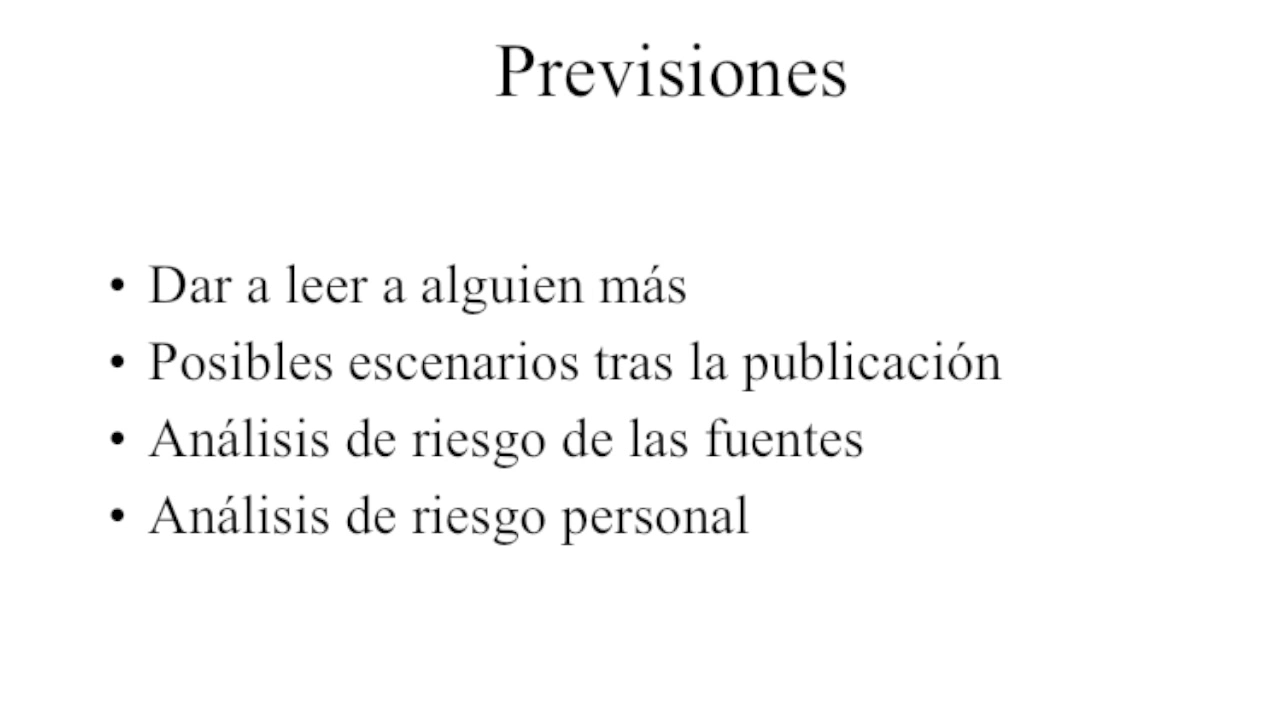 Previsiones
• Dar a leer a alguien más
• Posibles escenarios tras la publicación
• Análisis de riesgo de las fuentes
• Análisis de riesgo personal